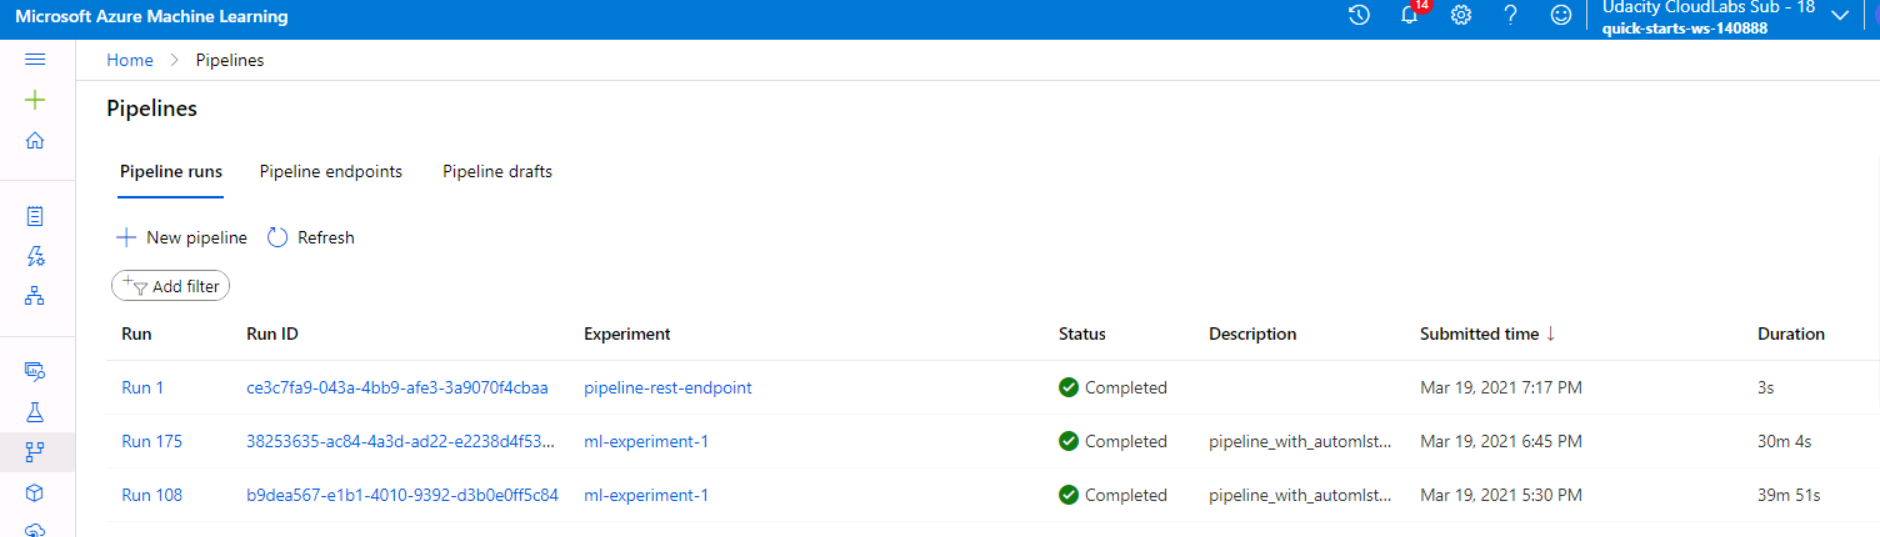 Microsoft Azure Machine Learning
14
Udacity CloudLabs Sub - 18
quick-starts-ws-140888
Home > Pipelines
Pipelines
Pipeline runs Pipeline endpoints Pipeline drafts
New pipeline Refresh
Add filter
Run Run ID Experiment Status Description Submitted time ↓ Duration
Run 1 ce3c7fa9-043a-4bb9-afe3-3a9070f4cbaa pipeline-rest-endpoint Completed Mar 19, 2021 7:17 PM 3s
Run 175 38253635-ac84-4a3d-ad22-e2238d4f53... ml-experiment-1 Completed pipeline_with_automlst... Mar 19, 2021 6:45 PM 30m 4s
Run 108 b9dea567-e1b1-4010-9392-d3b0e0ff5c84 ml-experiment-1 Completed pipeline_with_automlst... Mar 19, 2021 5:30 PM 39m 51s